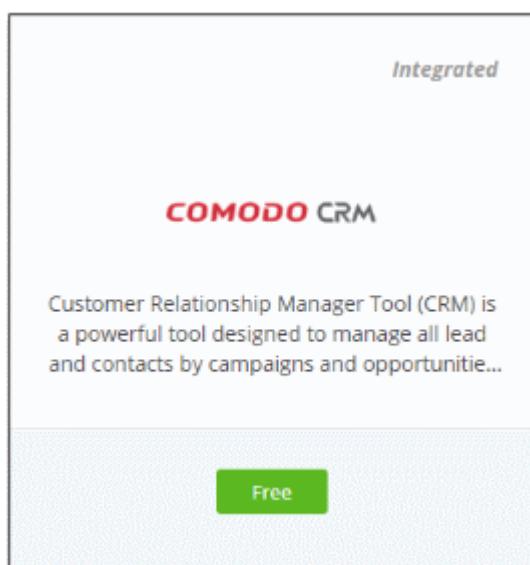 Integrated
COMODO CRM
Customer Relationship Manager Tool (CRM) is
a powerful tool designed to manage all lead
and contacts by campaigns and opportunitie...
Free